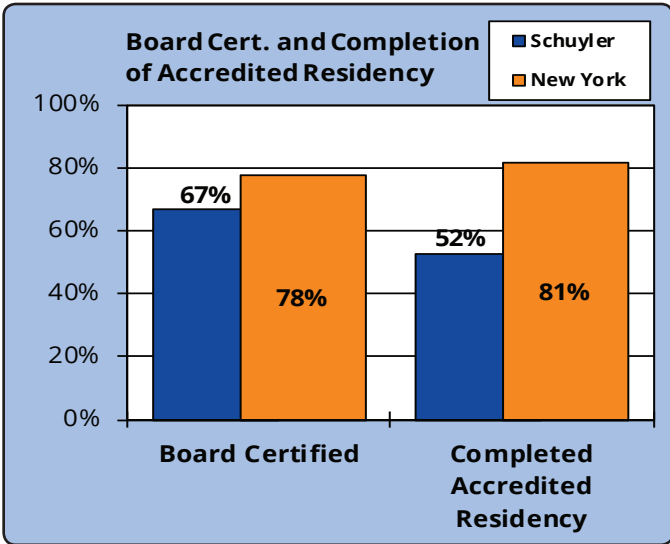 Board Cert. and Completion
of Accredited Residency
Schuyler
New York
100%
80%
60%
40%
20%
0%
67%
78%
52%
81%
Board Certified
Completed
Accredited
Residency